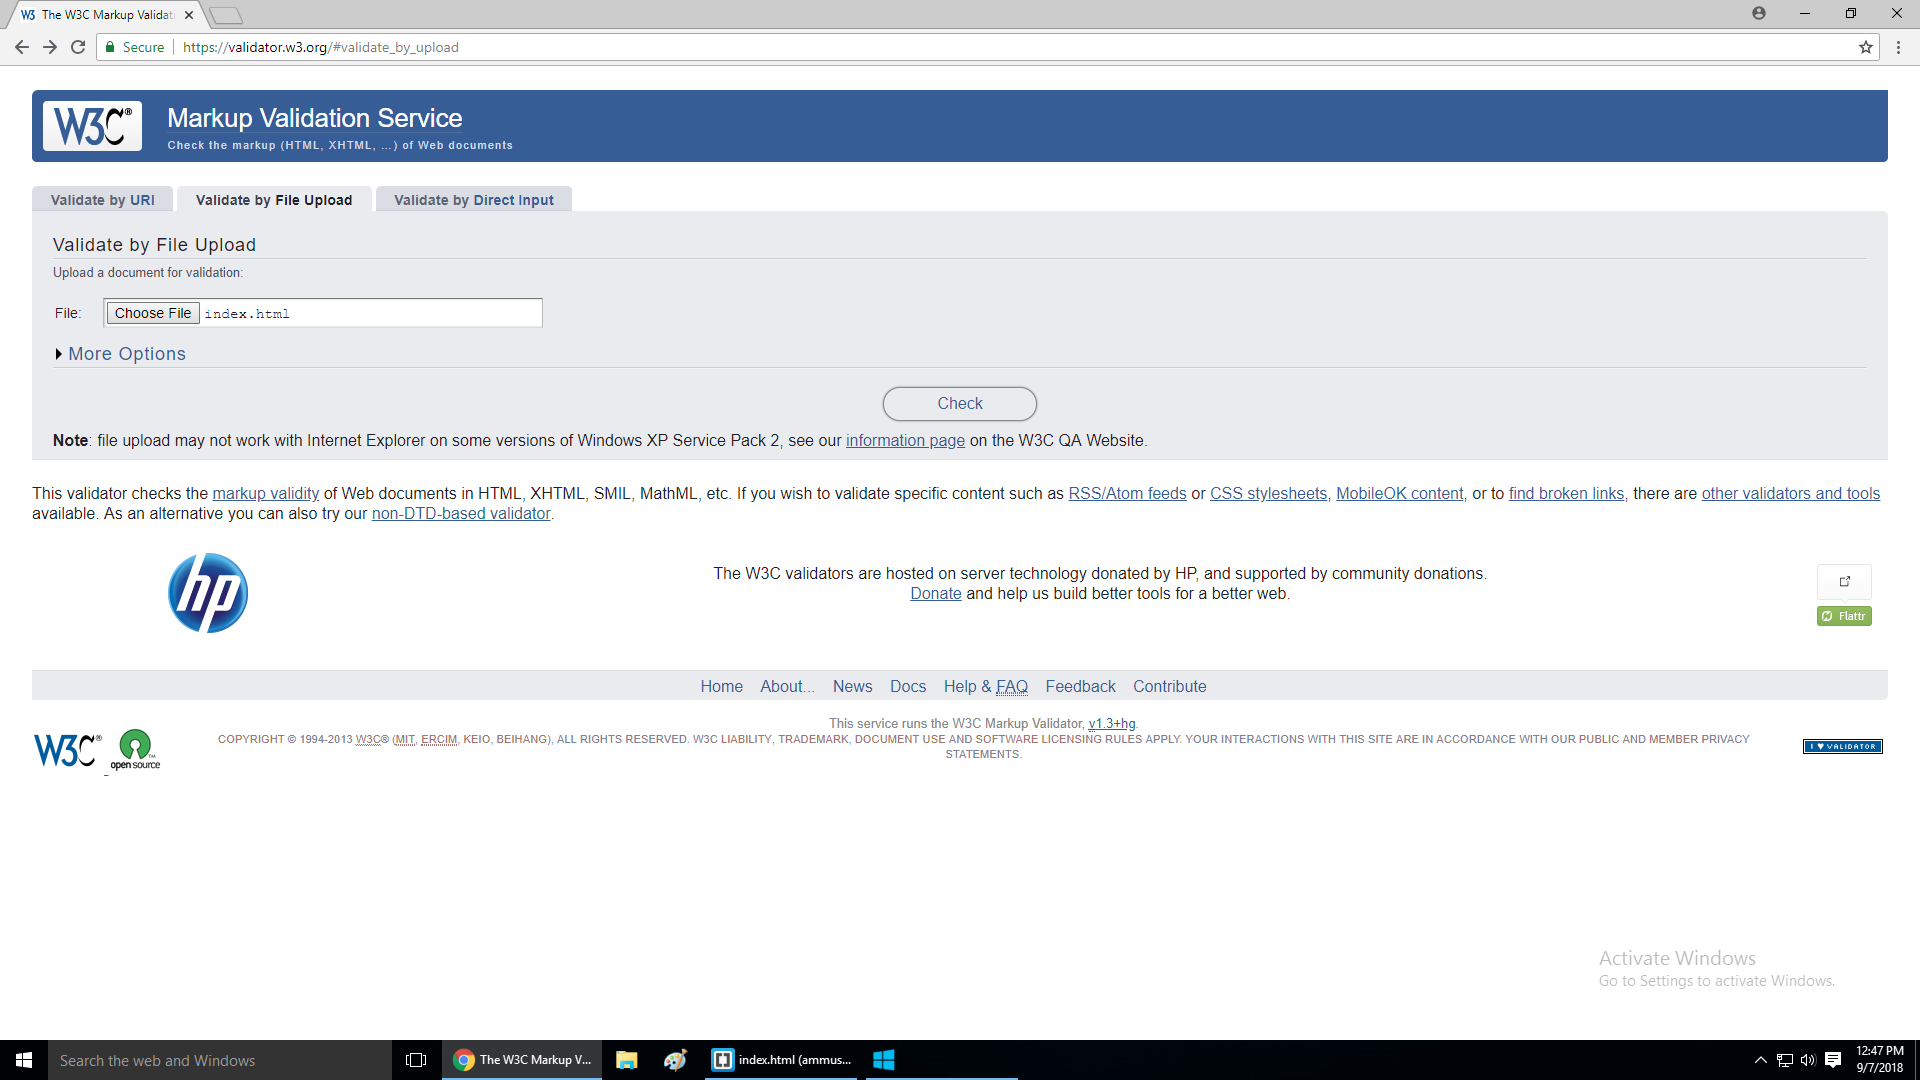 The W3C Markup Validat
Secure
https://validator.w3.org/#validate_by_upload
W3C®
Markup Validation Service
Check the markup (HTML, XHTML, …) of Web documents
Validate by URI
Validate by File Upload
Validate by Direct Input
Validate by File Upload
Upload a document for validation:
File:
Choose File
index.html
More Options
Check
Note: file upload may not work with Internet Explorer on some versions of Windows XP Service Pack 2, see our information page on the W3C QA Website.
This validator checks the markup validity of Web documents in HTML, XHTML, SMIL, MathML, etc. If you wish to validate specific content such as RSS/Atom feeds or CSS stylesheets, MobileOK content, or to find broken links, there are other validators and tools
available. As an alternative you can also try our non-DTD-based validator.
hp
The W3C validators are hosted on server technology donated by HP, and supported by community donations.
Donate and help us build better tools for a better web.
Flattr
Home About... News Docs Help & FAQ Feedback Contribute
This service runs the W3C Markup Validator, v1.3+hg.
W3C®
open source
COPYRIGHT © 1994-2013 W3C® (MIT, ERCIM, KEIO, BEIHANG), ALL RIGHTS RESERVED. W3C LIABILITY, TRADEMARK, DOCUMENT USE AND SOFTWARE LICENSING RULES APPLY. YOUR INTERACTIONS WITH THIS SITE ARE IN ACCORDANCE WITH OUR PUBLIC AND MEMBER PRIVACY
STATEMENTS.
I ♥ VALIDATOR
Activate Windows
Go to Settings to activate Windows.
Search the web and Windows
The W3C Markup V...
index.html (ammus...
12:47 PM
9/7/2018